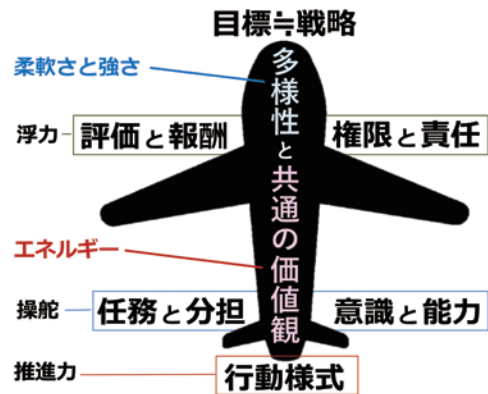 目標≒戦略
柔軟さと強さ
多様性と共通の価値観
浮力
評価と報酬
権限と責任
エネルギー
操舵
任務と分担
意識と能力
推進力
行動様式